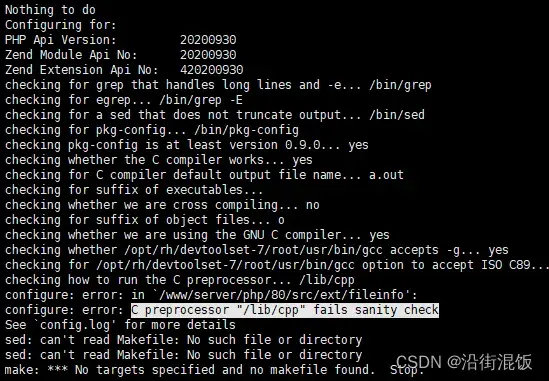 Nothing to do
Configuring for:
PHP Api Version:         20200930
Zend Module Api No:      20200930
Zend Extension Api No:   420200930
checking for grep that handles long lines and -e... /bin/grep
checking for egrep... /bin/grep -E
checking for a sed that does not truncate output... /bin/sed
checking for pkg-config... /bin/pkg-config
checking pkg-config is at least version 0.9.0... yes
checking whether the C compiler works... yes
checking for C compiler default output file name... a.out
checking for suffix of executables...
checking whether we are cross compiling... no
checking for suffix of object files... o
checking whether we are using the GNU C compiler... yes
checking whether /opt/rh/devtoolset-7/root/usr/bin/gcc accepts -g... yes
checking for /opt/rh/devtoolset-7/root/usr/bin/gcc option to accept ISO C89...
checking how to run the C preprocessor... /lib/cpp
configure: error: in `/www/server/php/80/src/ext/fileinfo':
configure: error: C preprocessor "/lib/cpp" fails sanity check
See `config.log' for more details
sed: can't read Makefile: No such file or directory
sed: can't read Makefile: No such file or directory
make: *** No targets specified and no makefile found.  Stop.
CSDN @沿街混饭